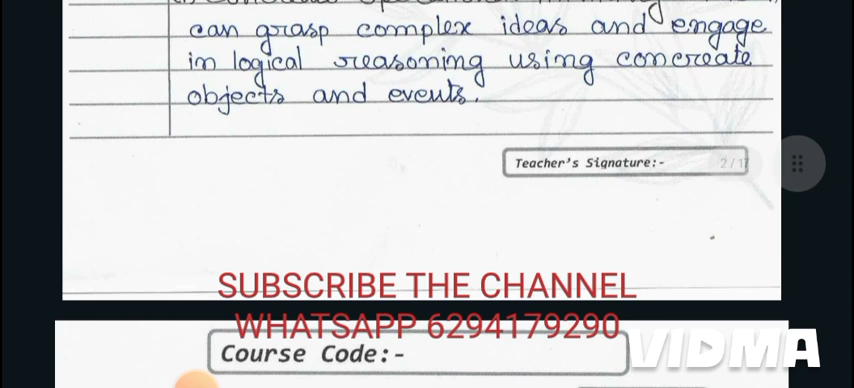 can grasp complex ideas and engage
in logical reasoning using concreate
objects and events.
Teacher's Signature:-
2/17
SUBSCRIBE THE CHANNEL
WHATSAPP 6294179290
Course Code:-
VIDMA